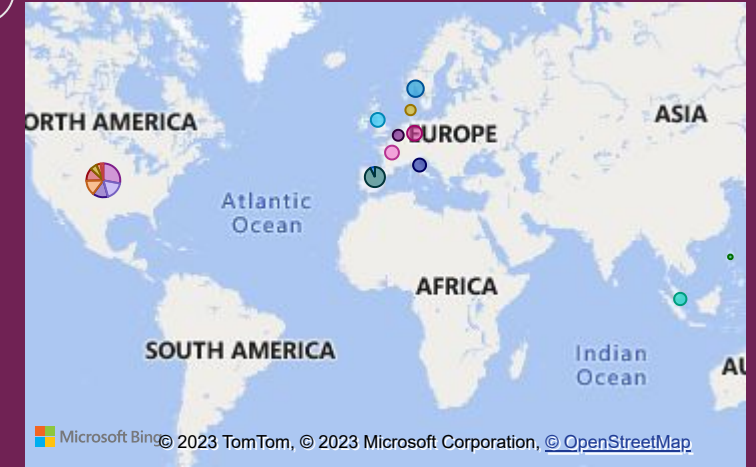 ORTH AMERICA
ASIA
EUROPE
Atlantic
Ocean
AFRICA
SOUTH AMERICA
Indian
Ocean
AU
Microsoft Bing
© 2023 TomTom, © 2023 Microsoft Corporation, © OpenStreetMap